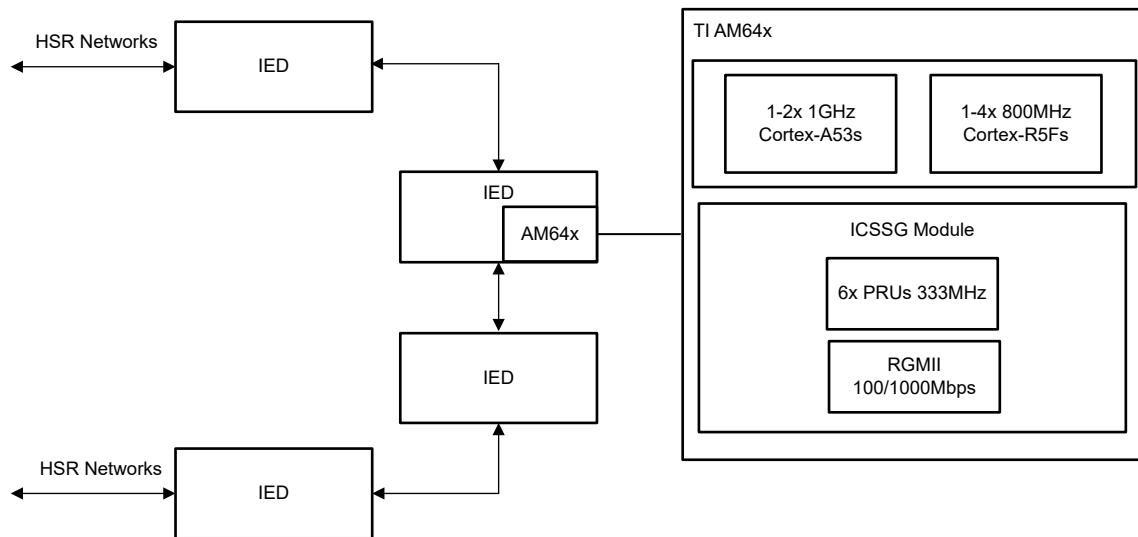 HSR Networks
IED
IED
AM64x
IED
HSR Networks
IED
TI AM64x
1-2x 1GHz
Cortex-A53s
1-4x 800MHz
Cortex-R5Fs
ICSSG Module
6x PRUs 333MHz
RGMII
100/1000Mbps